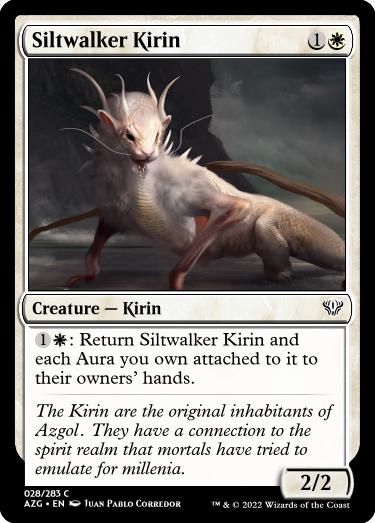 Siltwalker Kirin 1
Creature — Kirin
1: Return Siltwalker Kirin and
each Aura you own attached to it to
their owners' hands.
The Kirin are the original inhabitants of
Azgol. They have a connection to the
spirit realm that mortals have tried to
emulate for millenia.
2/2
028/283 C
AZG • EN Juan Pablo Corredor
™ & © 2022 Wizards of the Coast